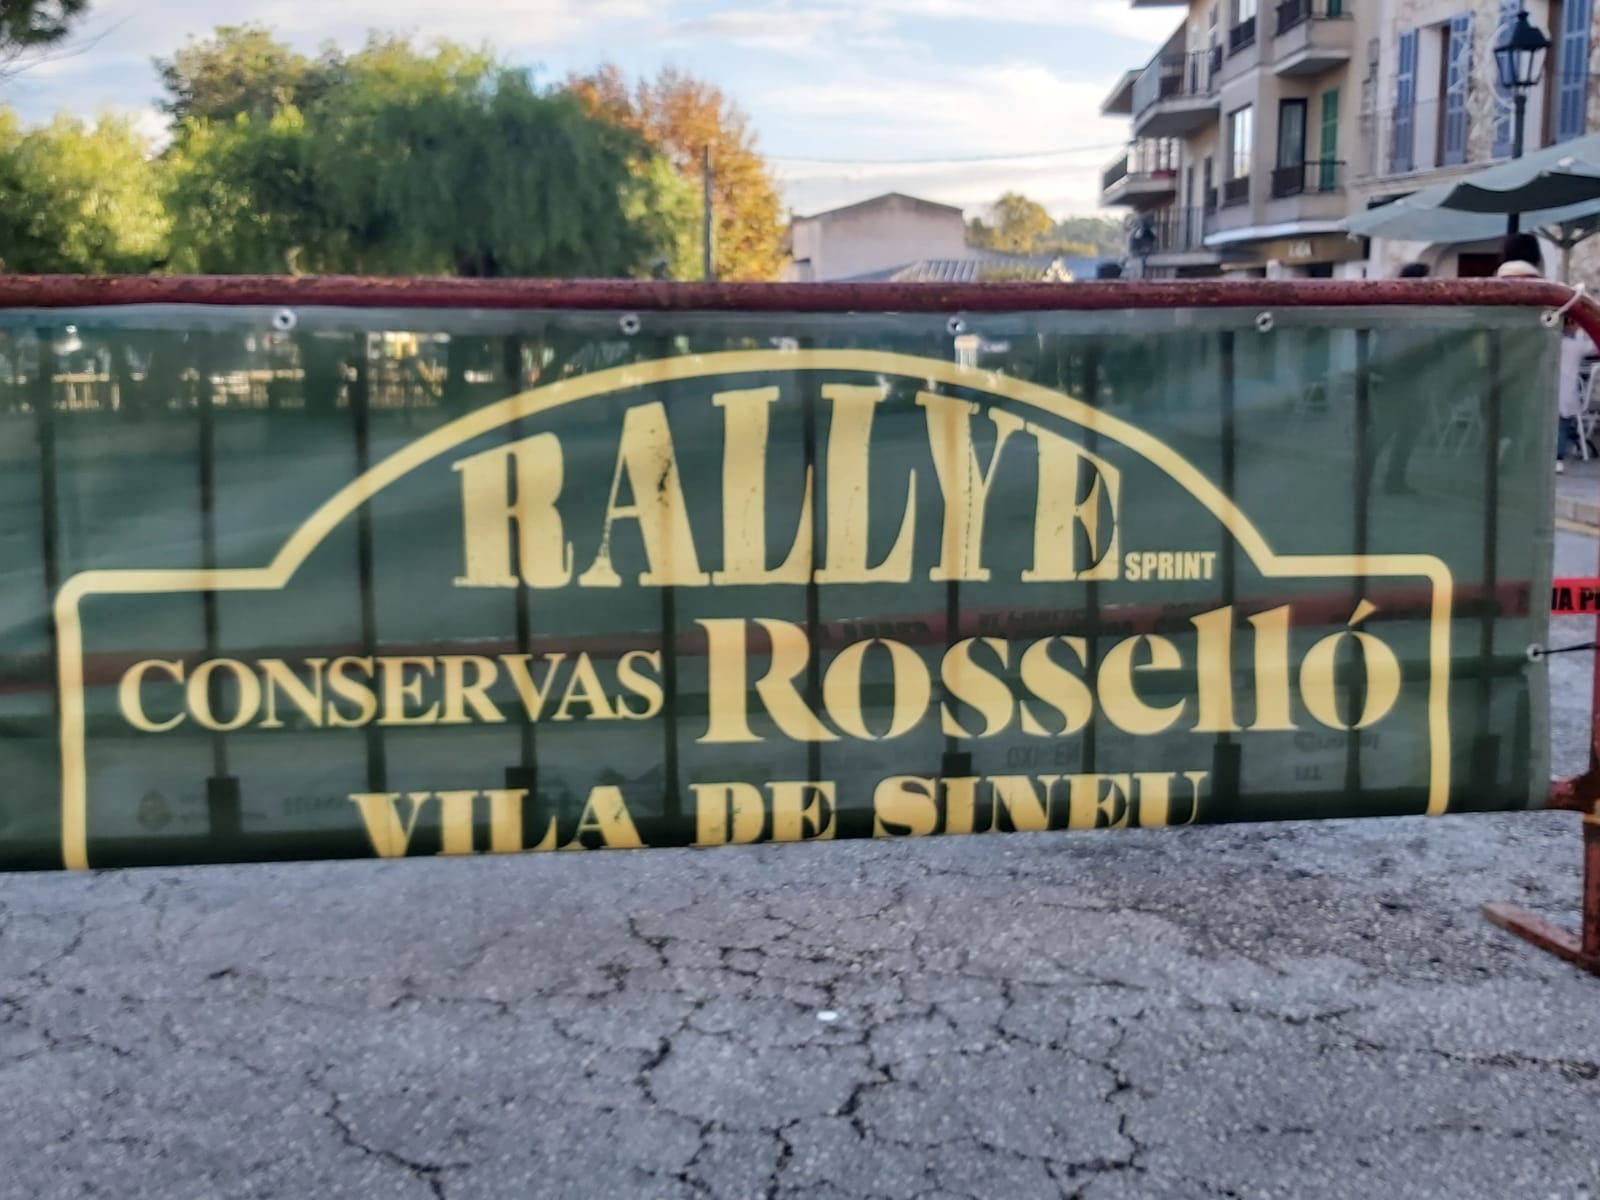 RALLYE
SPRINT
CONSERVAS Rosselló
VILA DE SINEU